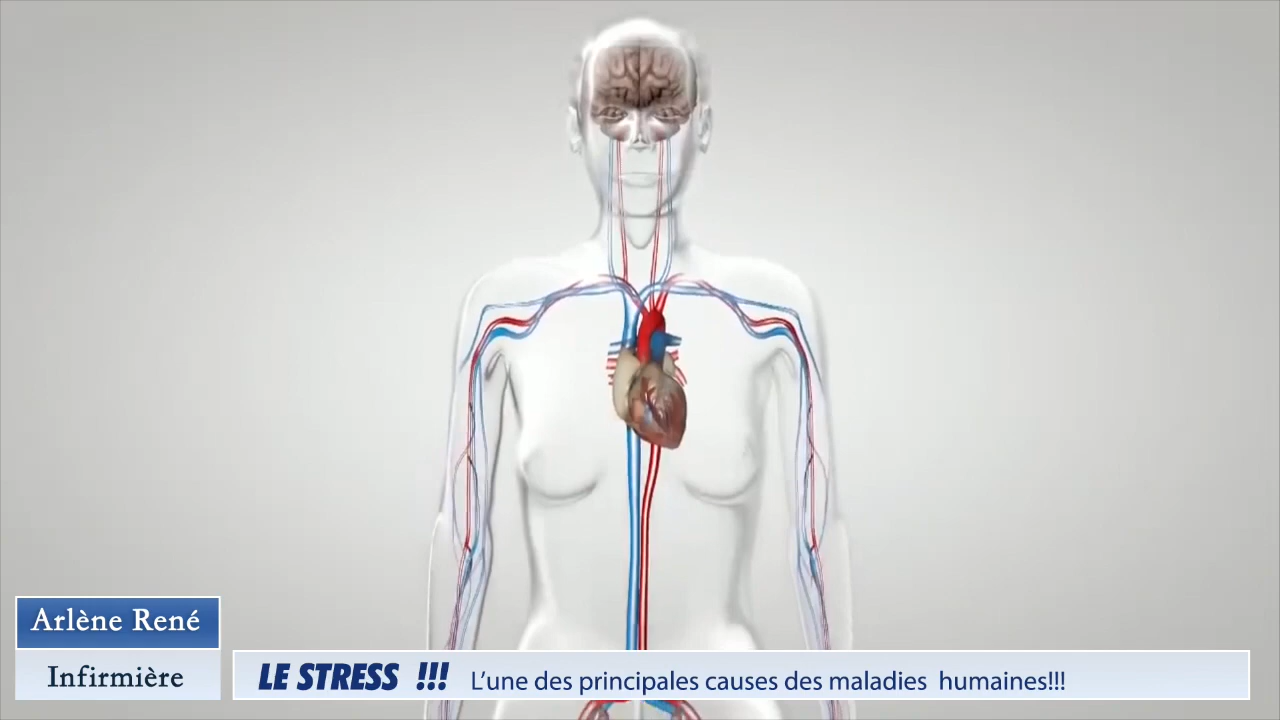 Arlène René
Infirmière
LE STRESS !!! L'une des principales causes des maladies humaines!!!